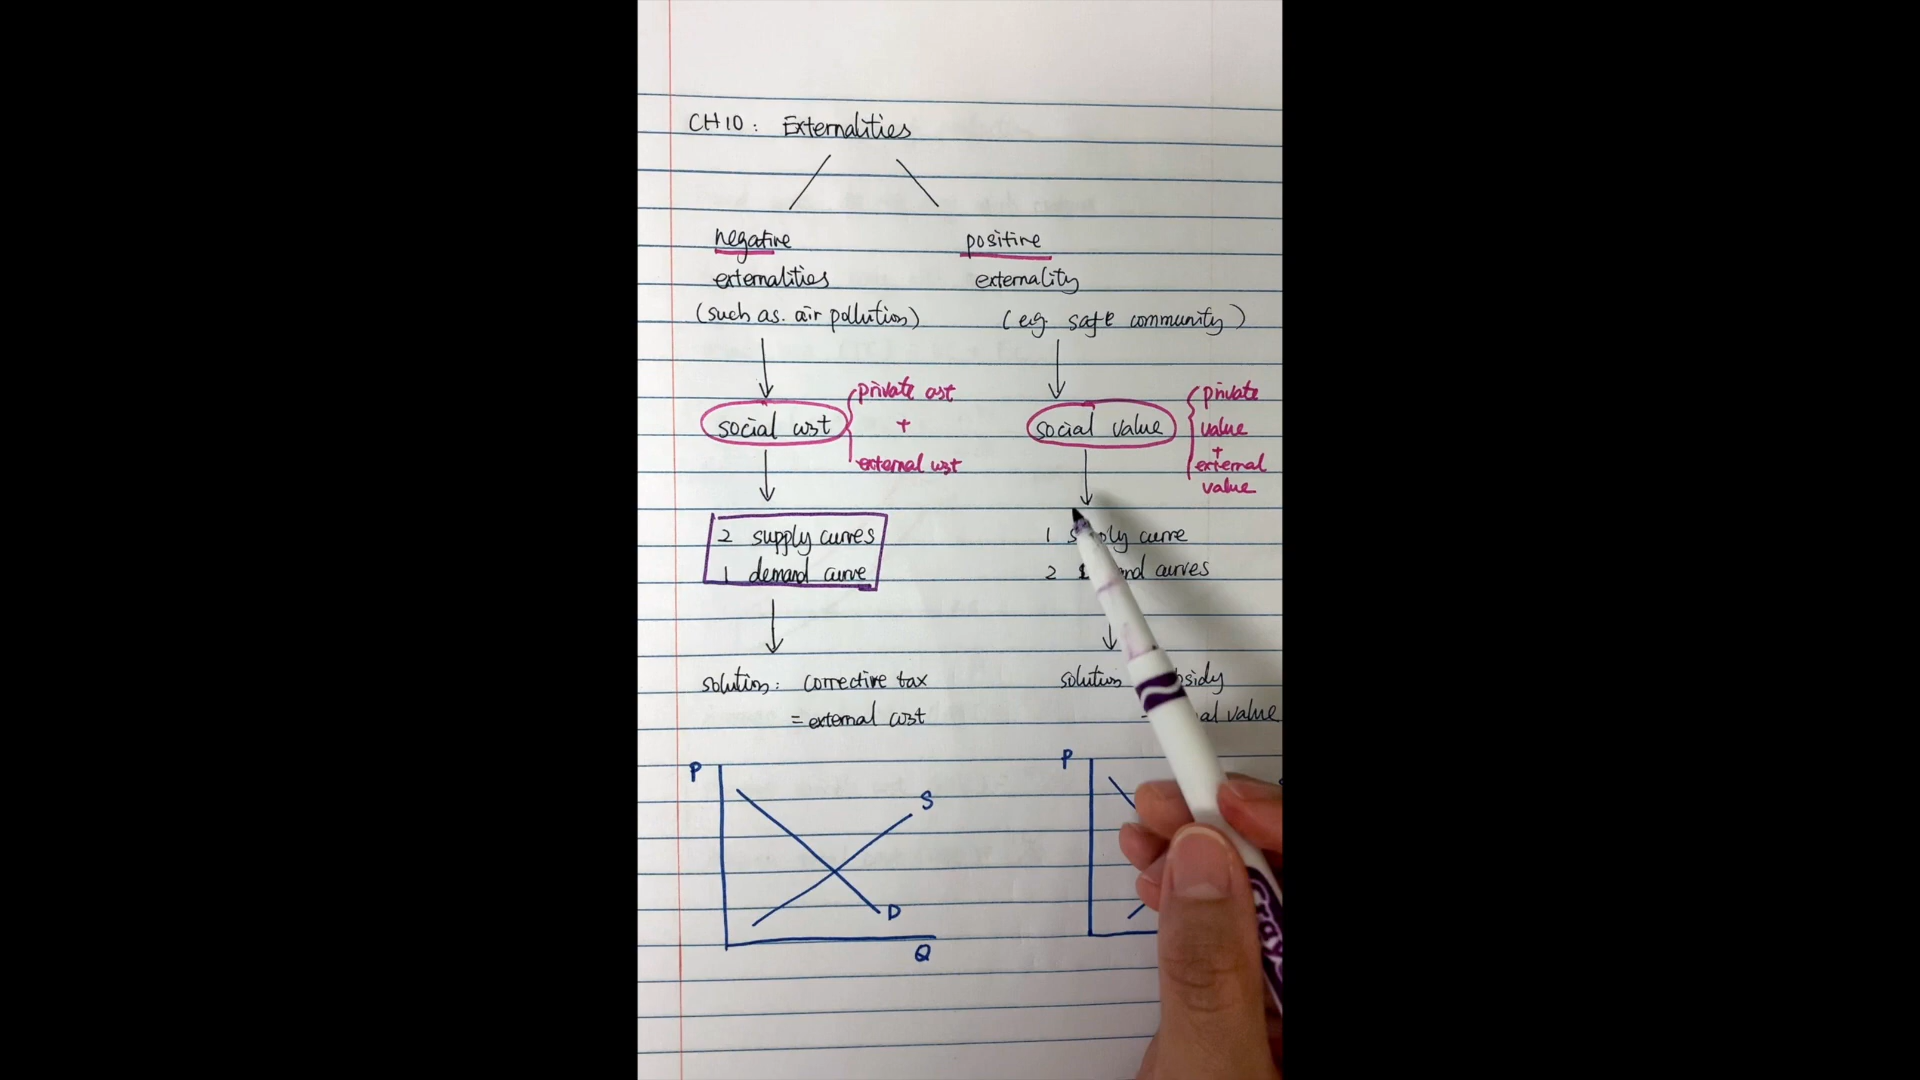 CH10: Externalities
negative
externalities
(such as. air pollution)
social cost
private cost
+
external cost
2 supply curves
1 demand curve
solution: corrective tax
= external cost
P
S
D
Q
positive
externality
(e.g. safe community)
social value
private
value
+
external
value
1 curve
2 curves
solution
value
P